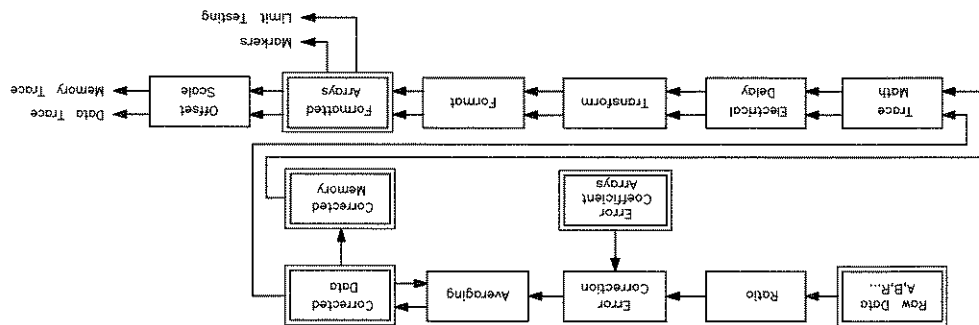 Raw Data
A,B,R...
Ratio
Error
Correction
Averaging
Corrected
Data
Error
Coefficient
Arrays
Corrected
Memory
Trace
Math
Electrical
Delay
Transform
Format
Formatted
Arrays
Offset
Scale
Data Trace
Memory Trace
Markers
Limit Testing